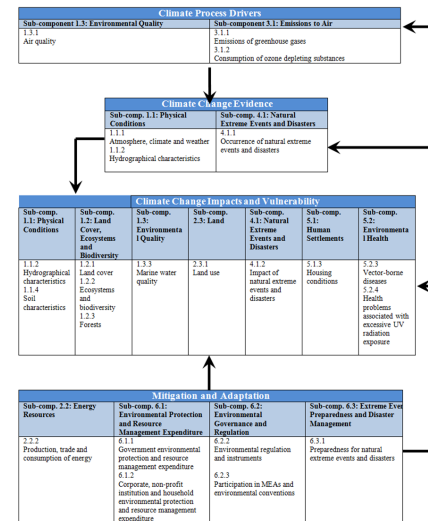 Climate Process Drivers
Sub-component 1.3: Environmental Quality
1.3.1
Air quality
Sub-component 3.1: Emissions to Air
3.1.1
Emissions of greenhouse gases
3.1.2
Consumption of ozone depleting substances
Climate Change Evidence
Sub-comp. 1.1: Physical
Conditions
1.1.1
Atmosphere, climate and weather
1.1.2
Hydrographical characteristics
Sub-comp. 4.1: Natural
Extreme Events and Disasters
4.1.1
Occurrence of natural extreme
events and disasters
Climate Change Impacts and Vulnerability
Sub-comp.
1.1: Physical
Conditions
1.1.2
Hydrographical
characteristics
1.1.4
Soil
characteristics
Sub-comp.
1.2: Land
Cover,
Ecosystems
and
Biodiversity
1.2.1
Land cover
1.2.2
Ecosystems
and
biodiversity
1.2.3
Forests
Sub-comp.
1.3:
Environmenta
l Quality
1.3.3
Marine water
quality
Sub-comp.
2.3: Land
2.3.1
Land use
Sub-comp.
4.1: Natural
Extreme
Events and
Disasters
4.1.2
Impact of
natural extreme
events and
disasters
Sub-comp.
5.1:
Human
Settlements
5.1.3
Housing
conditions
Sub-comp.
5.2:
Environmenta
l Health
5.2.3
Vector-borne
diseases
5.2.4
Health
problems
associated with
excessive UV
radiation
exposure
Mitigation and Adaptation
Sub-comp. 2.2: Energy
Resources
2.2.2
Production, trade and
consumption of energy
Sub-comp. 6.1:
Environmental Protection
and Resource
Management Expenditure
6.1.1
Government environmental
protection and resource
management expenditure
6.1.2
Corporate, non-profit
institution and household
environmental protection
and resource management
expenditure
Sub-comp. 6.2:
Environmental
Governance and
Regulation
6.2.2
Environmental regulation
and instruments
6.2.3
Participation in MEAs and
environmental conventions
Sub-comp. 6.3: Extreme Even
Preparedness and Disaster
Management
6.3.1
Preparedness for natural
extreme events and disasters